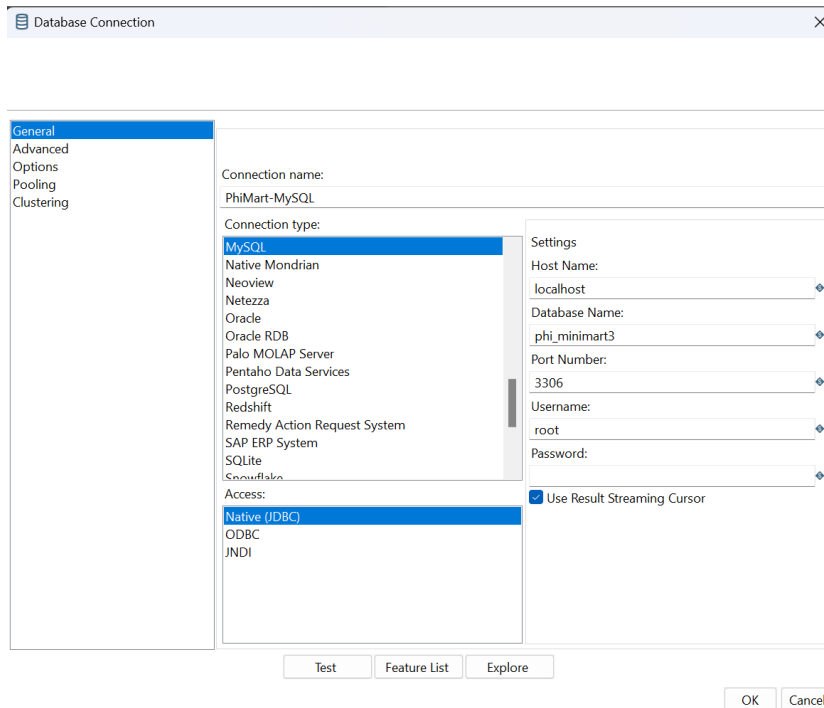 Database Connection
General
Advanced
Options
Pooling
Clustering
Connection name:
PhiMart-MySQL
Connection type:
MySQL
Native Mondrian
Neoview
Netezza
Oracle
Oracle RDB
Palo MOLAP Server
Pentaho Data Services
PostgreSQL
Redshift
Remedy Action Request System
SAP ERP System
SQLite
Snowflake
Access:
Native (JDBC)
ODBC
JNDI
Settings
Host Name:
localhost
Database Name:
phi_minimart3
Port Number:
3306
Username:
root
Password:
Use Result Streaming Cursor
Test
Feature List
Explore
OK
Cancel